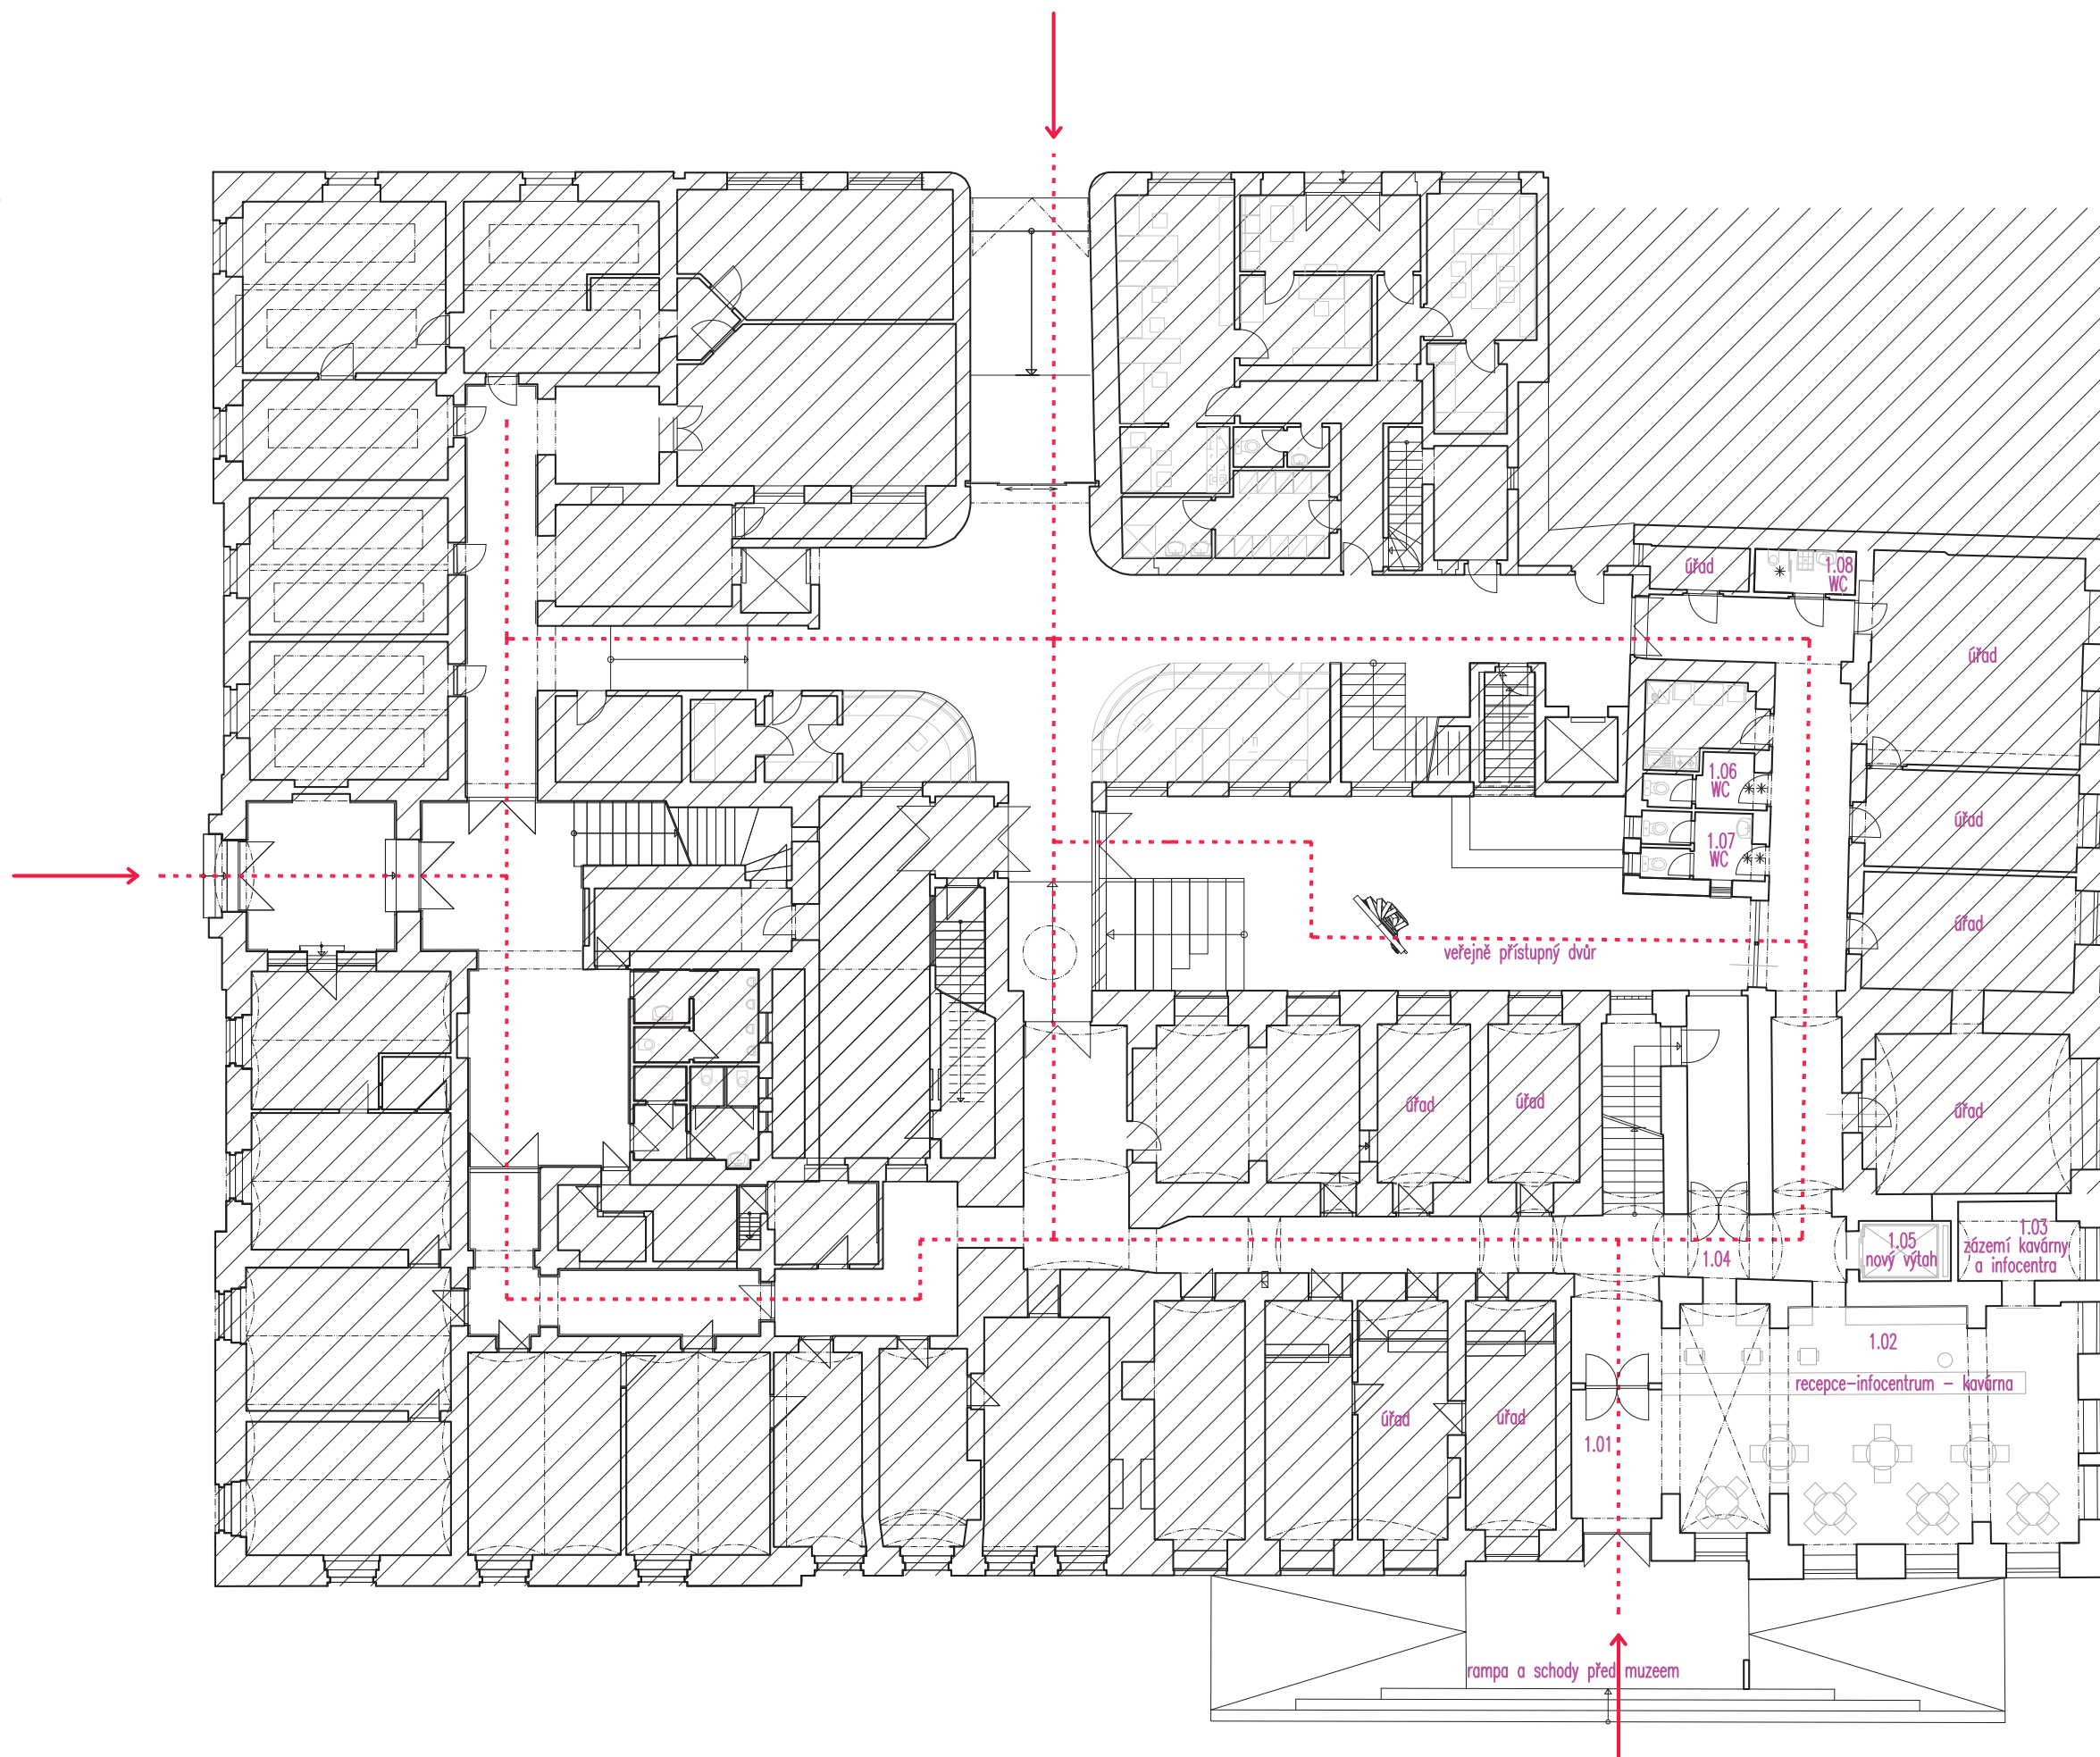 úřad
1.08
WC
úřad
1.06
WC
úřad
1.07
WC
úřad
veřejně přístupný dvůr
úřad
úřad
úřad
1.03
zázemí kavárny
a infocentra
1.05
nový výtah
1.04
1.02
recepce-infocentrum - kavárna
úřad
úřad
1.01
rampa a schody před muzeem